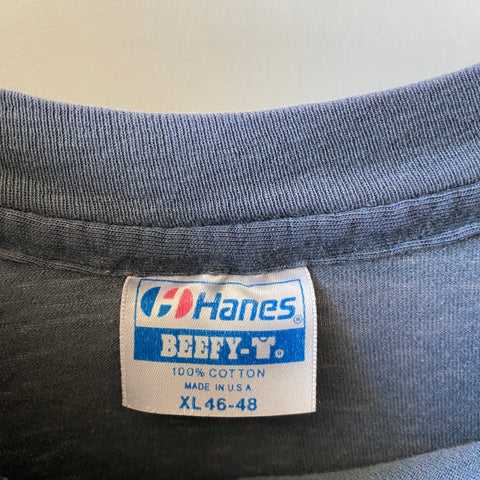 Hanes®
BEEFY-T®
100% COTTON
MADE IN U.S.A.
XL 46-48